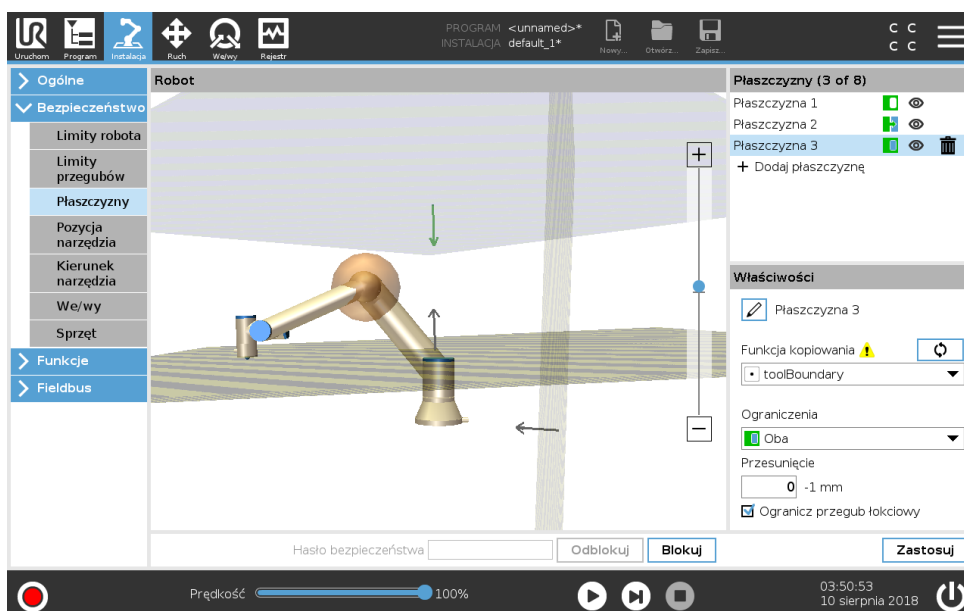 PROGRAM <unnamed>*
INSTALACJA default_1*
Uruchom Program Instalacja Ruch We/wy Rejestr
Nowy... Otwórz... Zapisz...
C C
C C
Ogólne
Bezpieczeństwo
Limity robota
Limity
przegubów
Płaszczyzny
Pozycja
narzędzia
Kierunek
narzędzia
We/wy
Sprzęt
Funkcje
Fieldbus
Robot
Płaszczyzny (3 of 8)
Płaszczyzna 1
Płaszczyzna 2
Płaszczyzna 3
+ Dodaj płaszczyznę
Właściwości
Płaszczyzna 3
Funkcja kopiowania
toolBoundary
Ograniczenia
Oba
Przesunięcie
0 -1 mm
Ogranicz przegub łokciowy
Hasło bezpieczeństwa Odblokuj Blokuj
Zastosuj
Prędkość 100%
03:50:53
10 sierpnia 2018